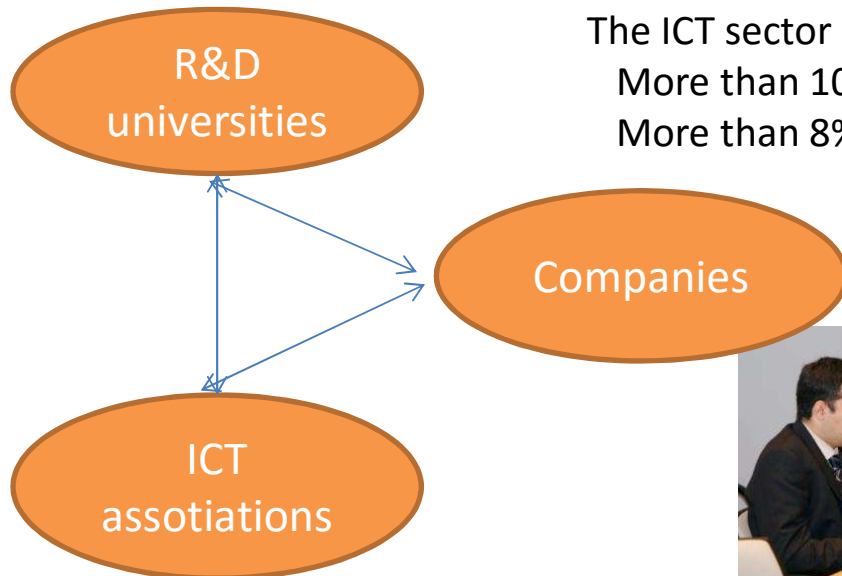 R&D
universities
The ICT sector
More than 10
More than 8%
Companies
ICT
assotiations